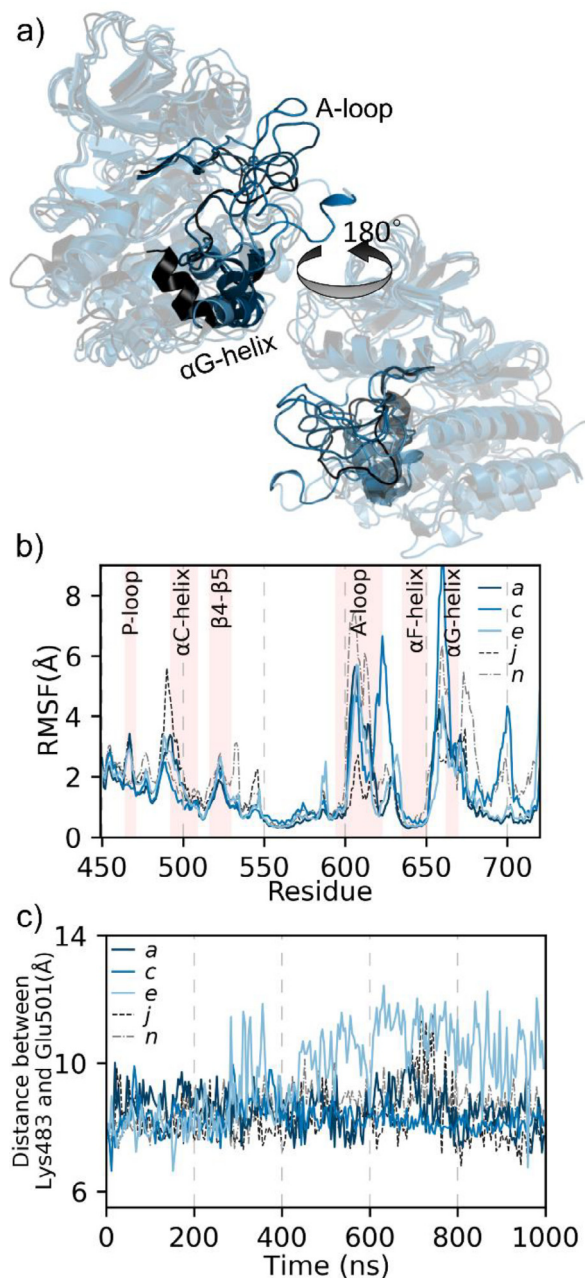 a)
A-loop
180°
αG-helix
b)
P-loop
αC-helix
β4-β5
A-loop
αF-helix
αG-helix
a
c
e
j
n
8
6
4
2
0
RMSF(Å)
450 500 550 600 650 700
Residue
c)
a
c
e
j
n
14
10
6
Distance between
Lys483 and Glu501(Å)
0 200 400 600 800 1000
Time (ns)